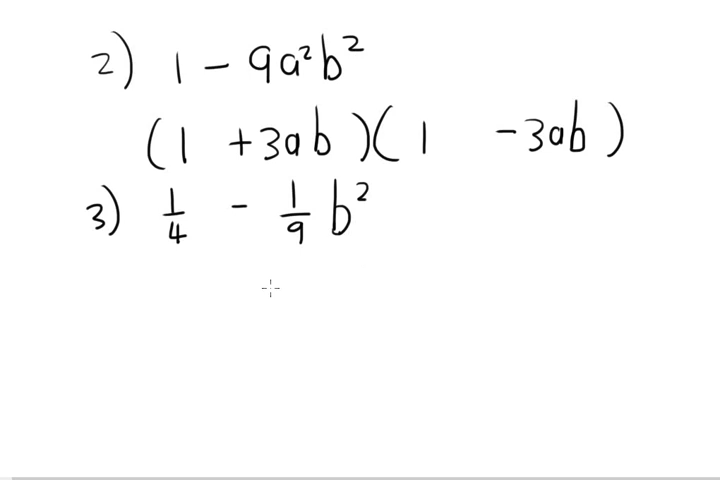 2) 1 - 9a²b²
(1 +3ab)(1 -3ab)
3) 1/4 - 1/9 b²